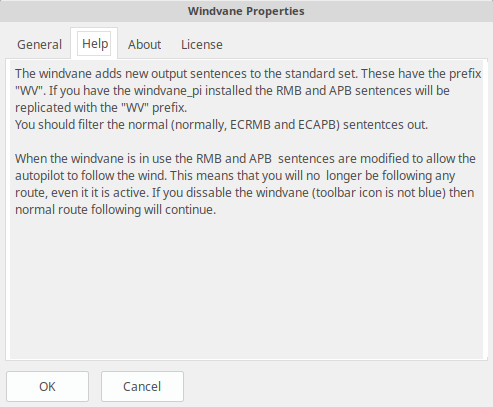 Windvane Properties
General Help About License
The windvane adds new output sentences to the standard set. These have the prefix
"WV". If you have the windvane_pi installed the RMB and APB sentences will be
replicated with the "WV" prefix.
You should filter the normal (normally, ECRMB and ECAPB) sententces out.
When the windvane is in use the RMB and APB  sentences are modified to allow the
autopilot to follow the wind. This means that you will no  longer be following any
route, even it it is active. If you dissable the windvane (toolbar icon is not blue) then
normal route following will continue.
OK Cancel